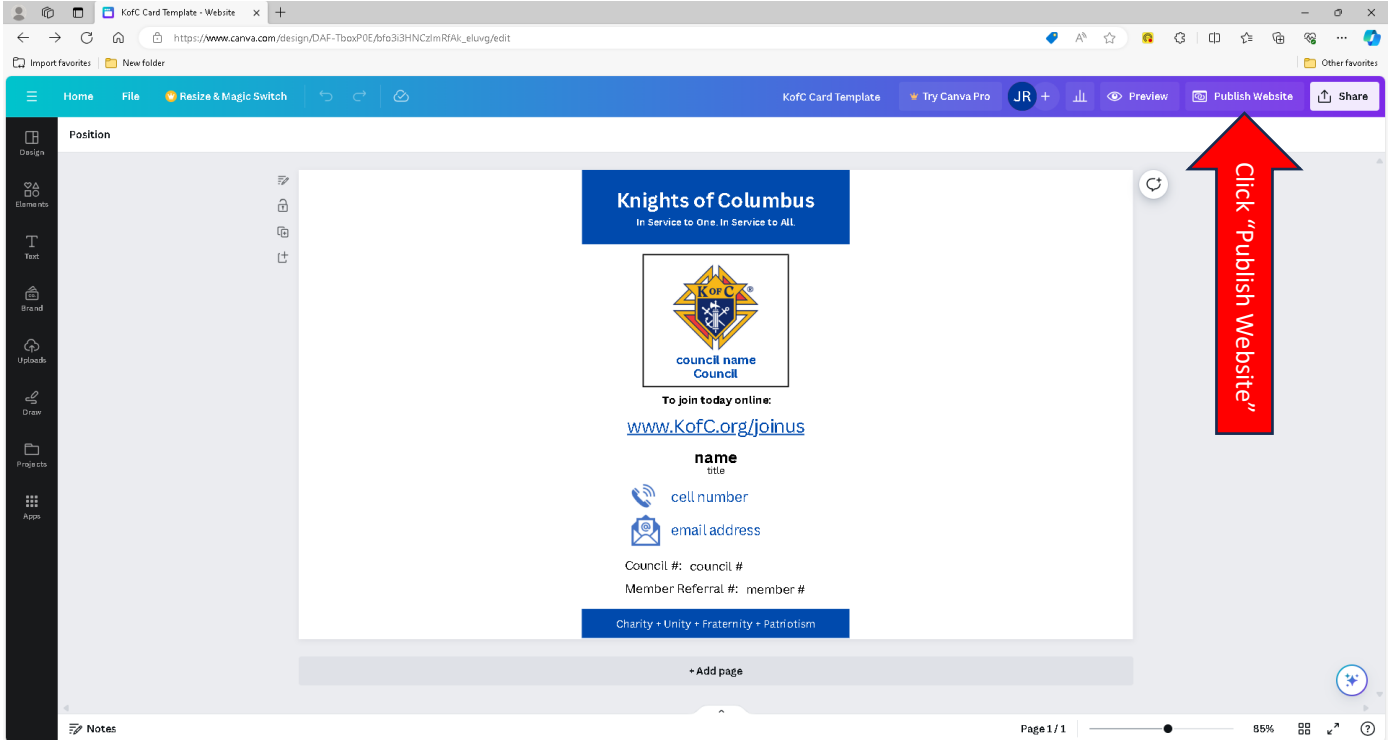 KofC Card Template - Website
https://www.canva.com/design/DAF-TboxP0E/bfo3i3HNCzlmRfAk_eluvg/edit
Import favorites New folder Other favorites
Home File Resize & Magic Switch KofC Card Template Try Canva Pro JR + Preview Publish Website Share
Position
Design
Elements
Text
Brand
Uploads
Draw
Projects
Apps
Knights of Columbus
In Service to One. In Service to All.
K OF C ®
council name
Council
To join today online:
www.KofC.org/joinus
name
title
cell number
email address
Council #: council #
Member Referral #: member #
Charity + Unity + Fraternity + Patriotism
Click “Publish Website”
+ Add page
Notes Page 1 / 1 85%